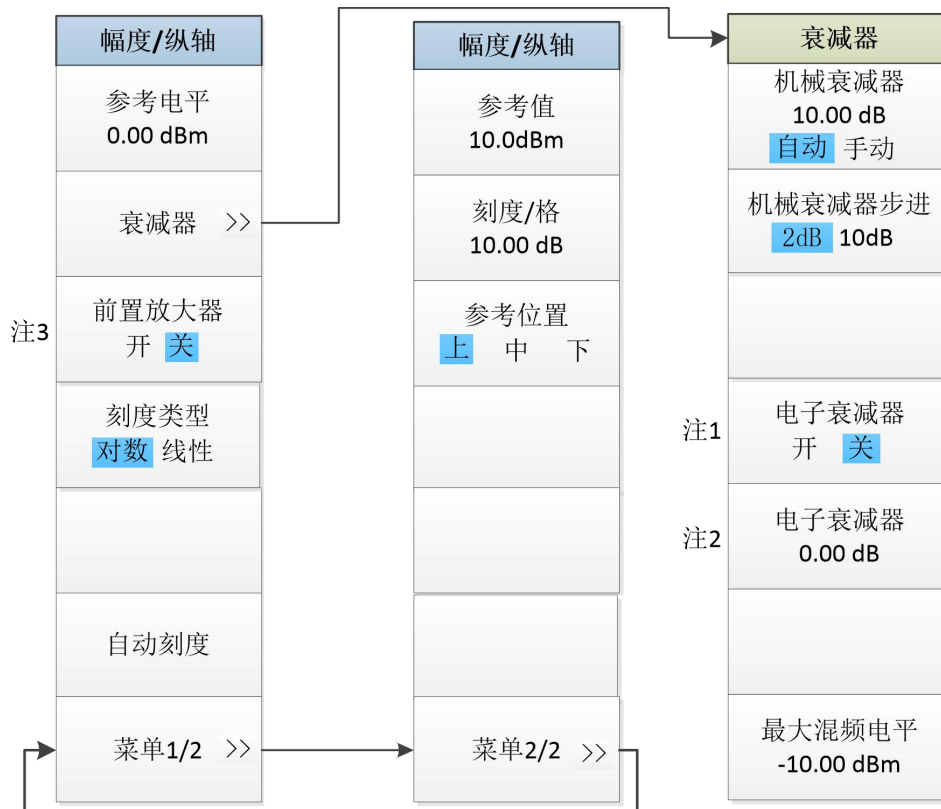 幅度/纵轴
参考电平
0.00 dBm
衰减器 >>
注3
前置放大器
开 关
刻度类型
对数 线性
自动刻度
菜单1/2 >>
幅度/纵轴
参考值
10.0dBm
刻度/格
10.00 dB
参考位置
上 中 下
菜单2/2 >>
衰减器
机械衰减器
10.00 dB
自动 手动
机械衰减器步进
2dB 10dB
注1
电子衰减器
开 关
注2
电子衰减器
0.00 dB
最大混频电平
-10.00 dBm